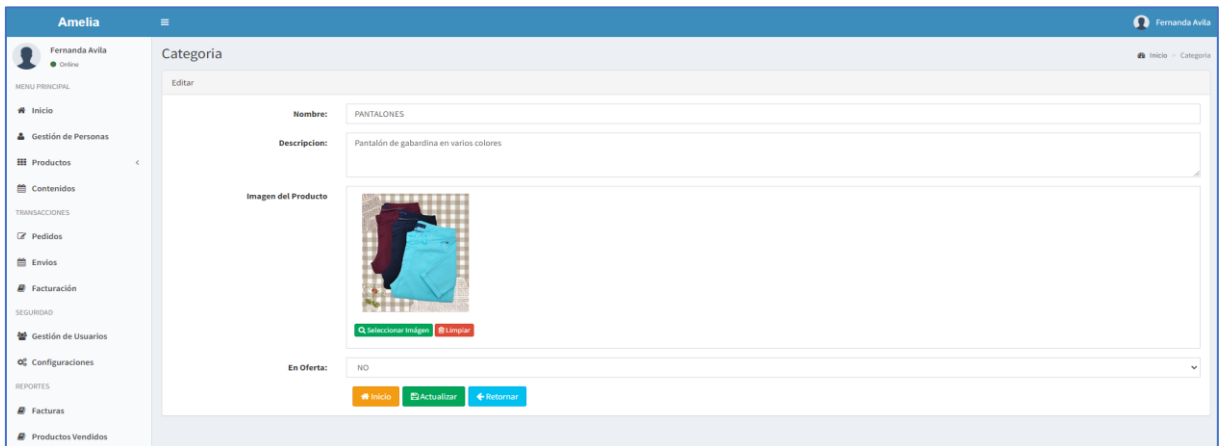 Amelia
Fernanda Avila
Fernanda Avila
Online
MENU PRINCIPAL
Inicio
Gestión de Personas
Productos
Contenidos
TRANSACCIONES
Pedidos
Envios
Facturación
SEGURIDAD
Gestión de Usuarios
Configuraciones
REPORTES
Facturas
Productos Vendidos
Categoria
Inicio > Categoria
Editar
Nombre: PANTALONES
Descripcion: Pantalón de gabardina en varios colores
Imagen del Producto
Seleccionar Imágen Limpiar
En Oferta: NO
Inicio Actualizar Retornar